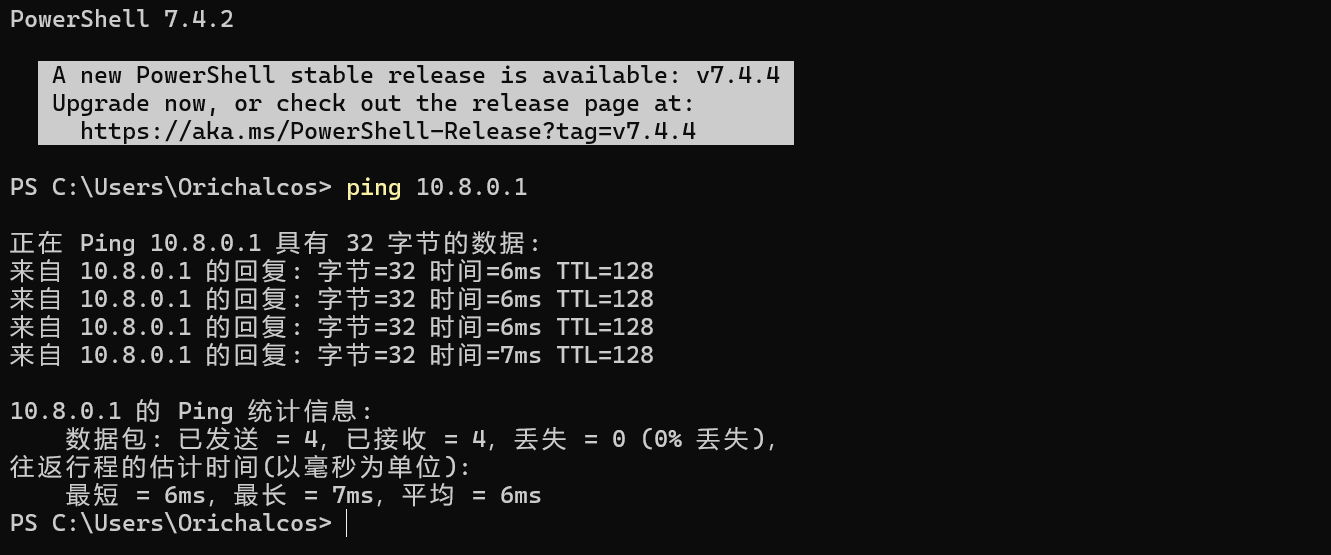 PowerShell 7.4.2
A new PowerShell stable release is available: v7.4.4
Upgrade now, or check out the release page at:
https://aka.ms/PowerShell-Release?tag=v7.4.4
PS C:\Users\Orichalcos> ping 10.8.0.1
正在 Ping 10.8.0.1 具有 32 字节的数据:
来自 10.8.0.1 的回复: 字节=32 时间=6ms TTL=128
来自 10.8.0.1 的回复: 字节=32 时间=6ms TTL=128
来自 10.8.0.1 的回复: 字节=32 时间=6ms TTL=128
来自 10.8.0.1 的回复: 字节=32 时间=7ms TTL=128
10.8.0.1 的 Ping 统计信息:
数据包: 已发送 = 4，已接收 = 4，丢失 = 0 (0% 丢失)，
往返行程的估计时间(以毫秒为单位):
最短 = 6ms，最长 = 7ms，平均 = 6ms
PS C:\Users\Orichalcos>